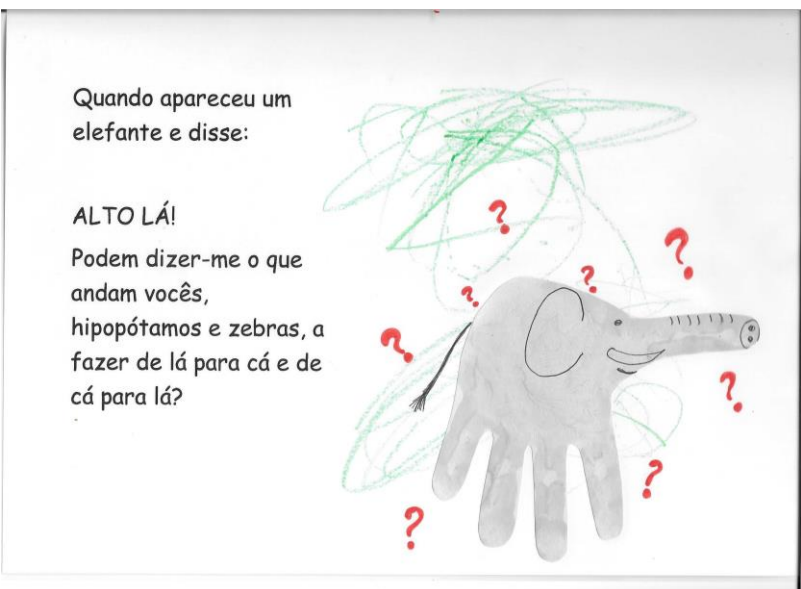 Quando apareceu um
elefante e disse:
ALTO LÁ!
Podem dizer-me o que
andam vocês,
hipopótamos e zebras, a
fazer de lá para cá e de
cá para lá?
? ? ? ? ? ? ? ?